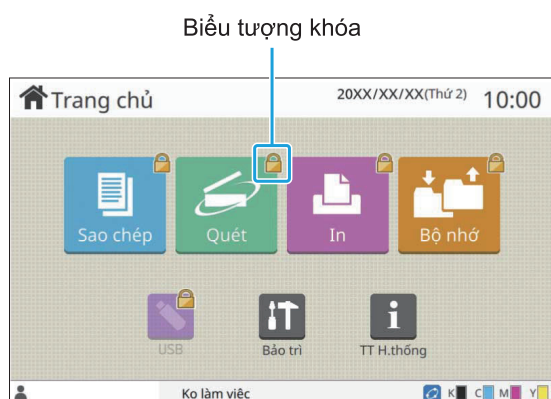 Biểu tượng khóa
Trang chủ 20XX/XX/XX(Thứ 2) 10:00
Sao chép Quét In Bộ nhớ
USB Bảo trì TT H.thống
Ko làm việc K C M Y